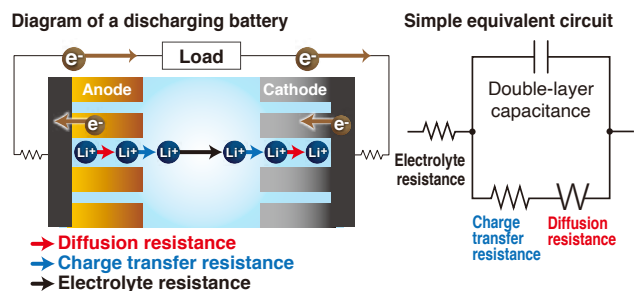 Diagram of a discharging battery
e-
Load
e-
Anode
Cathode
e-
e-
Li+
Li+
Li+
Li+
Li+
Li+
Diffusion resistance
Charge transfer resistance
Electrolyte resistance
Simple equivalent circuit
Double-layer
capacitance
Electrolyte
resistance
Charge
transfer
resistance
Diffusion
resistance